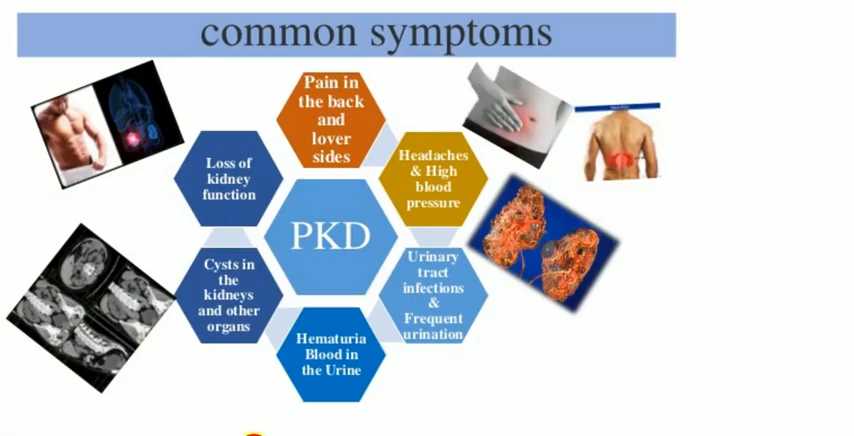 common symptoms
Pain in
the back
and
lover
sides
Headaches
& High
blood
pressure
Loss of
kidney
function
PKD
Cysts in
the
kidneys
and other
organs
Urinary
tract
infections
&
Frequent
urination
Hematuria
Blood in
the Urine